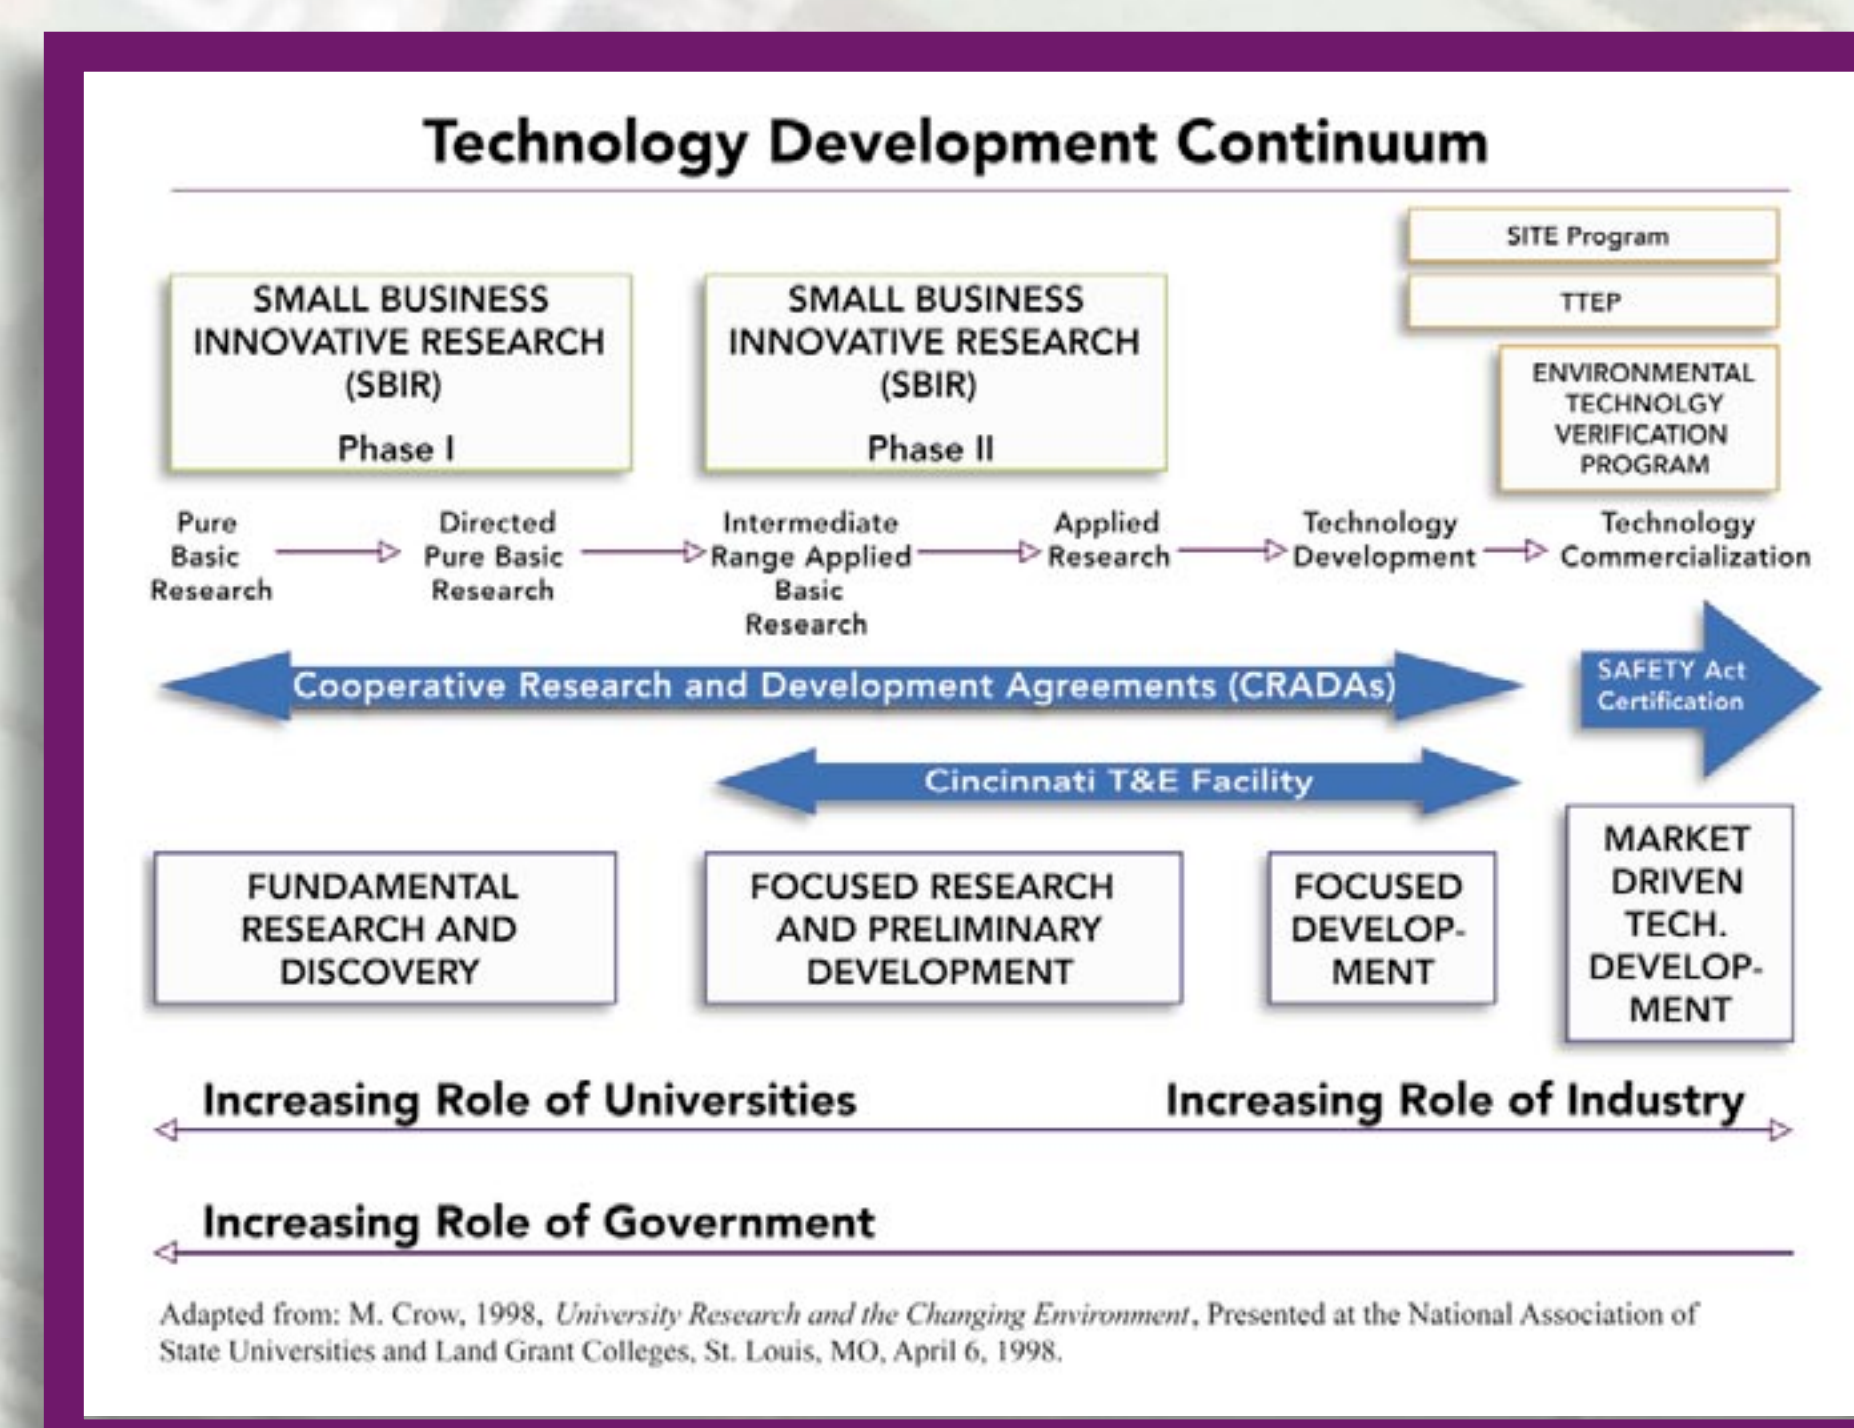 Technology Development Continuum
SITE Program
TTEP
ENVIRONMENTAL
TECHNOLGY
VERIFICATION
PROGRAM
SMALL BUSINESS
INNOVATIVE RESEARCH
(SBIR)
Phase I
SMALL BUSINESS
INNOVATIVE RESEARCH
(SBIR)
Phase II
Pure
Basic
Research
Directed
Pure Basic
Research
Intermediate
Range Applied
Basic
Research
Applied
Research
Technology
Development
Technology
Commercialization
Cooperative Research and Development Agreements (CRADAs)
SAFETY Act
Certification
Cincinnati T&E Facility
FUNDAMENTAL
RESEARCH AND
DISCOVERY
FOCUSED RESEARCH
AND PRELIMINARY
DEVELOPMENT
FOCUSED
DEVELOP-
MENT
MARKET
DRIVEN
TECH.
DEVELOP-
MENT
Increasing Role of Universities
Increasing Role of Industry
Increasing Role of Government
Adapted from: M. Crow, 1998, University Research and the Changing Environment, Presented at the National Association of
State Universities and Land Grant Colleges, St. Louis, MO, April 6, 1998.